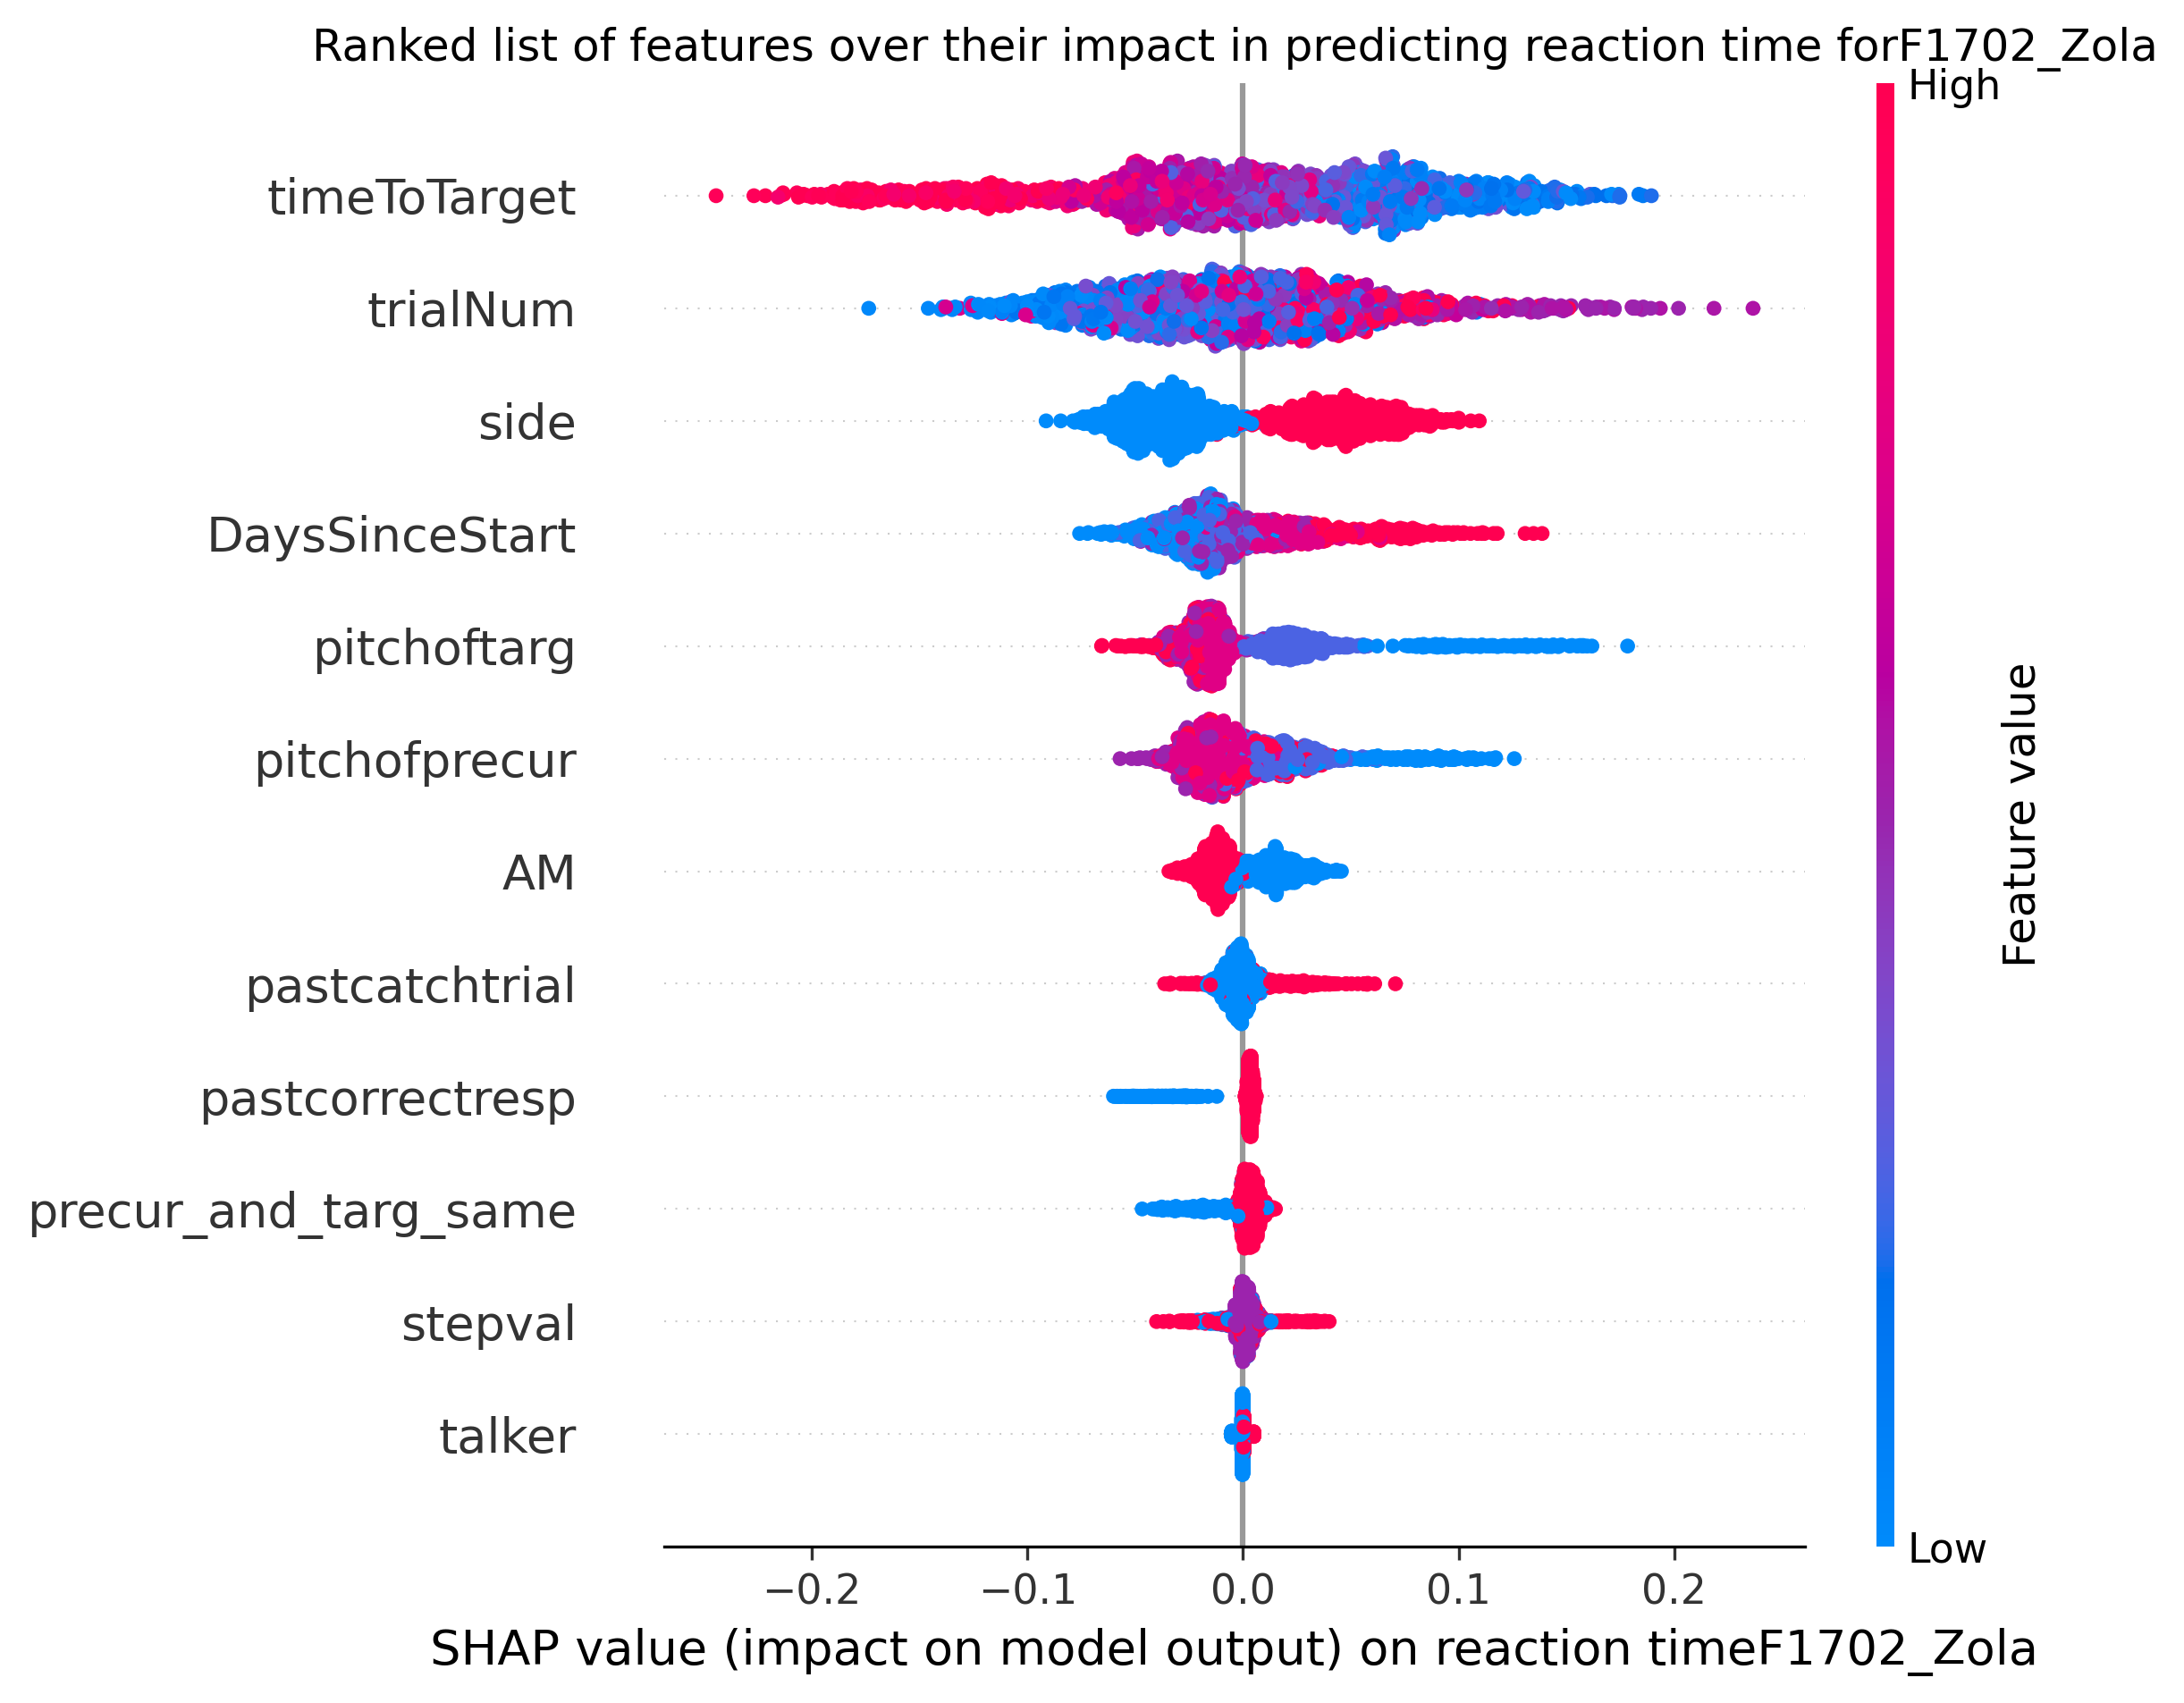 Ranked list of features over their impact in predicting reaction time forF1702_Zola
High
timeToTarget
trialNum
side
DaysSinceStart
pitchoftarg
pitchofprecur
AM
pastcatchtrial
pastcorrectresp
precur_and_targ_same
stepval
talker
Feature value
Low
−0.2 −0.1 0.0 0.1 0.2
SHAP value (impact on model output) on reaction timeF1702_Zola